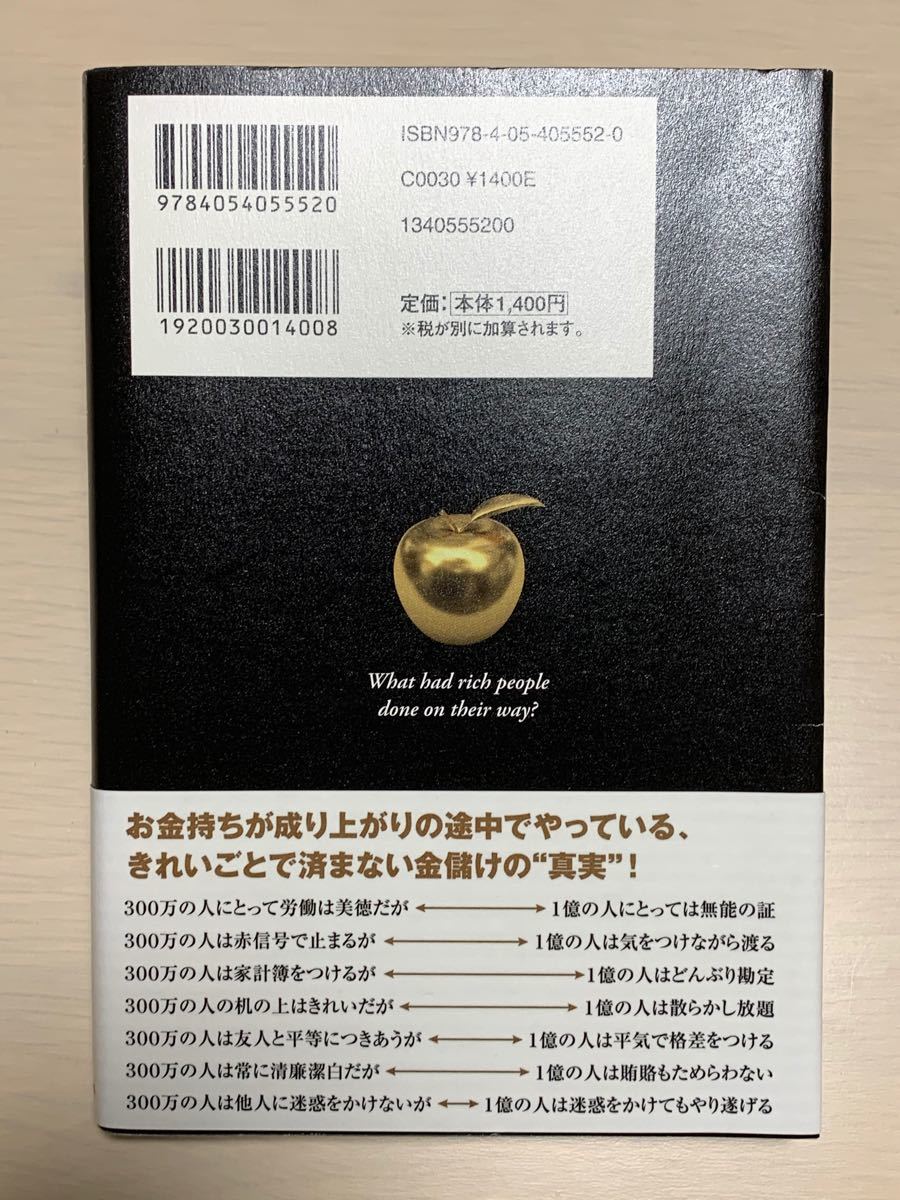 ISBN978-4-05-405552-0
C0030 ¥1400E
9784054055520
1340555200
1920030014008
定価：本体1,400円
※税が別に加算されます。
What had rich people
done on their way?
お金持ちが成り上がりの途中でやっている、
きれいごとで済まない金儲けの“真実”！
300万の人にとって労働は美徳だが ←→ 1億の人にとっては無能の証
300万の人は赤信号で止まるが ←→ 1億の人は気をつけながら渡る
300万の人は家計簿をつけるが ←→ 1億の人はどんぶり勘定
300万の人の机の上はきれいだが ←→ 1億の人は散らかし放題
300万の人は友人と平等につきあうが ←→ 1億の人は平気で格差をつける
300万の人は常に清廉潔白だが ←→ 1億の人は賄賂もためらわない
300万の人は他人に迷惑をかけないが ←→ 1億の人は迷惑をかけてもやり遂げる